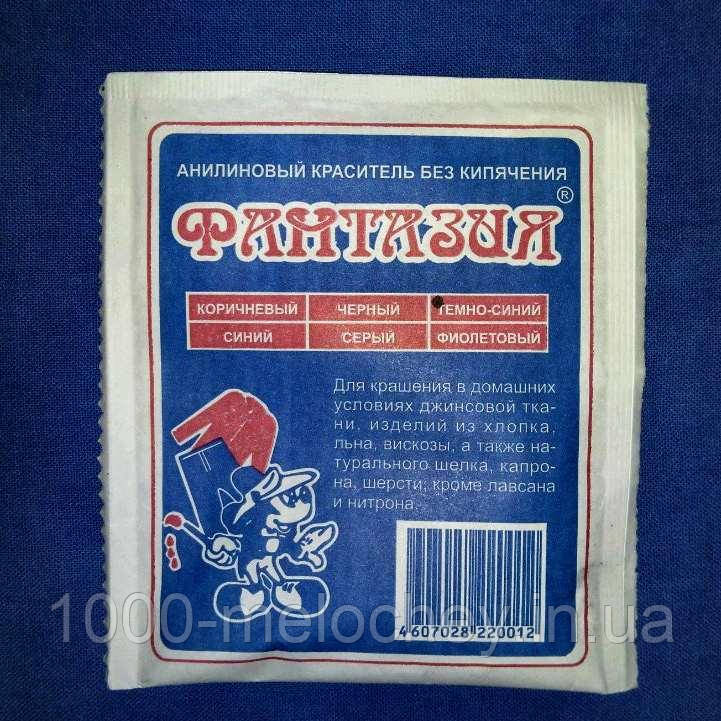 АНИЛИНОВЫЙ КРАСИТЕЛЬ БЕЗ КИПЯЧЕНИЯ
ФАНТАЗИЯ ®
КОРИЧНЕВЫЙ ЧЕРНЫЙ ТЕМНО-СИНИЙ
СИНИЙ СЕРЫЙ ФИОЛЕТОВЫЙ
Для крашения в домашних
условиях джинсовой тка-
ни, изделий из хлопка,
льна, вискозы, а также на-
турального шелка, капро-
на, шерсти, кроме лавсана
и нитрона.
4607028220012
1000-melochey.in.ua